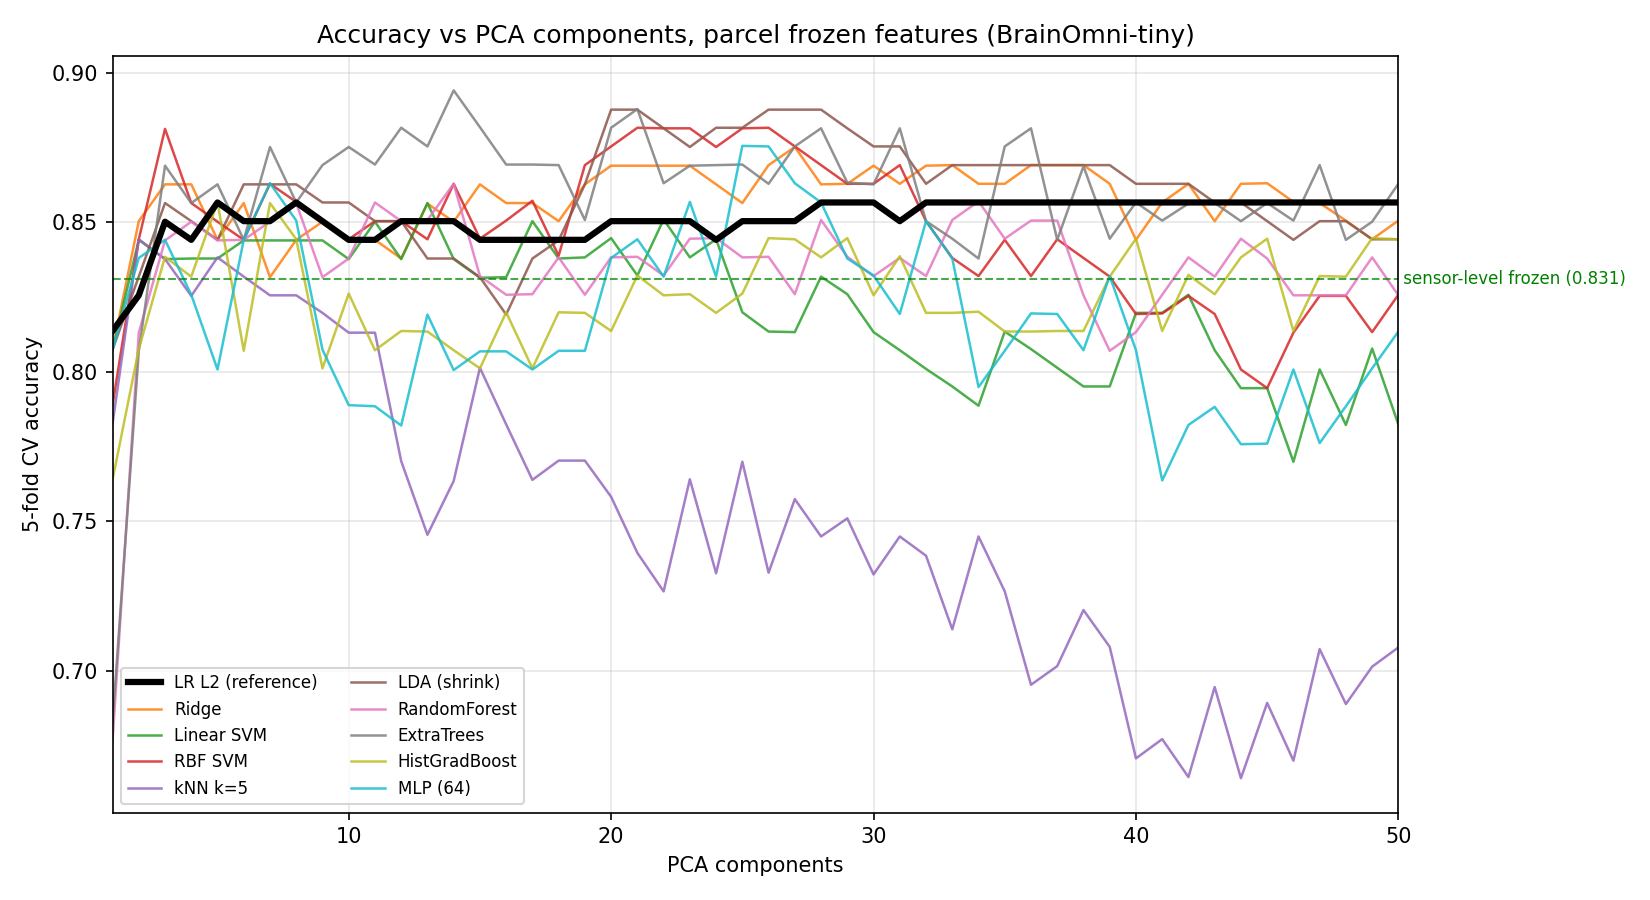 Accuracy vs PCA components, parcel frozen features (BrainOmni-tiny)
5-fold CV accuracy
0.90
0.85
0.80
0.75
0.70
sensor-level frozen (0.831)
LR L2 (reference)
Ridge
Linear SVM
RBF SVM
kNN k=5
LDA (shrink)
RandomForest
ExtraTrees
HistGradBoost
MLP (64)
10
20
30
40
50
PCA components